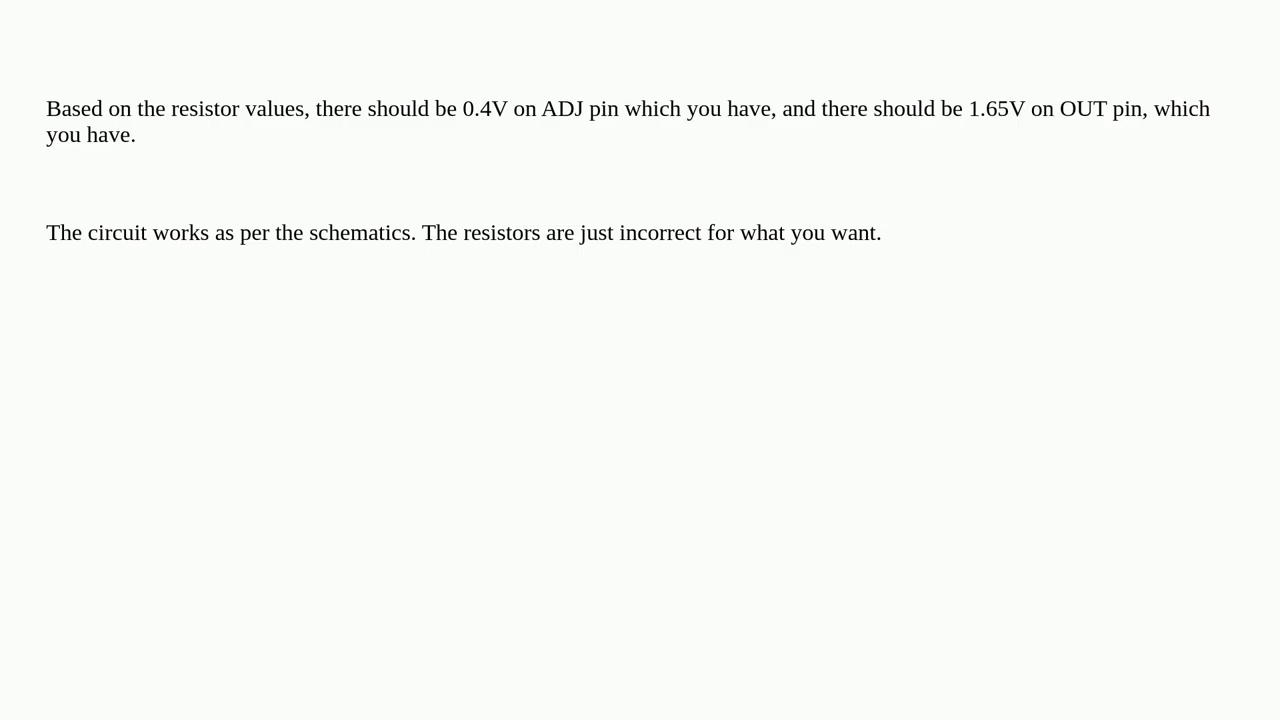 Based on the resistor values, there should be 0.4V on ADJ pin which you have, and there should be 1.65V on OUT pin, which
you have.
The circuit works as per the schematics. The resistors are just incorrect for what you want.